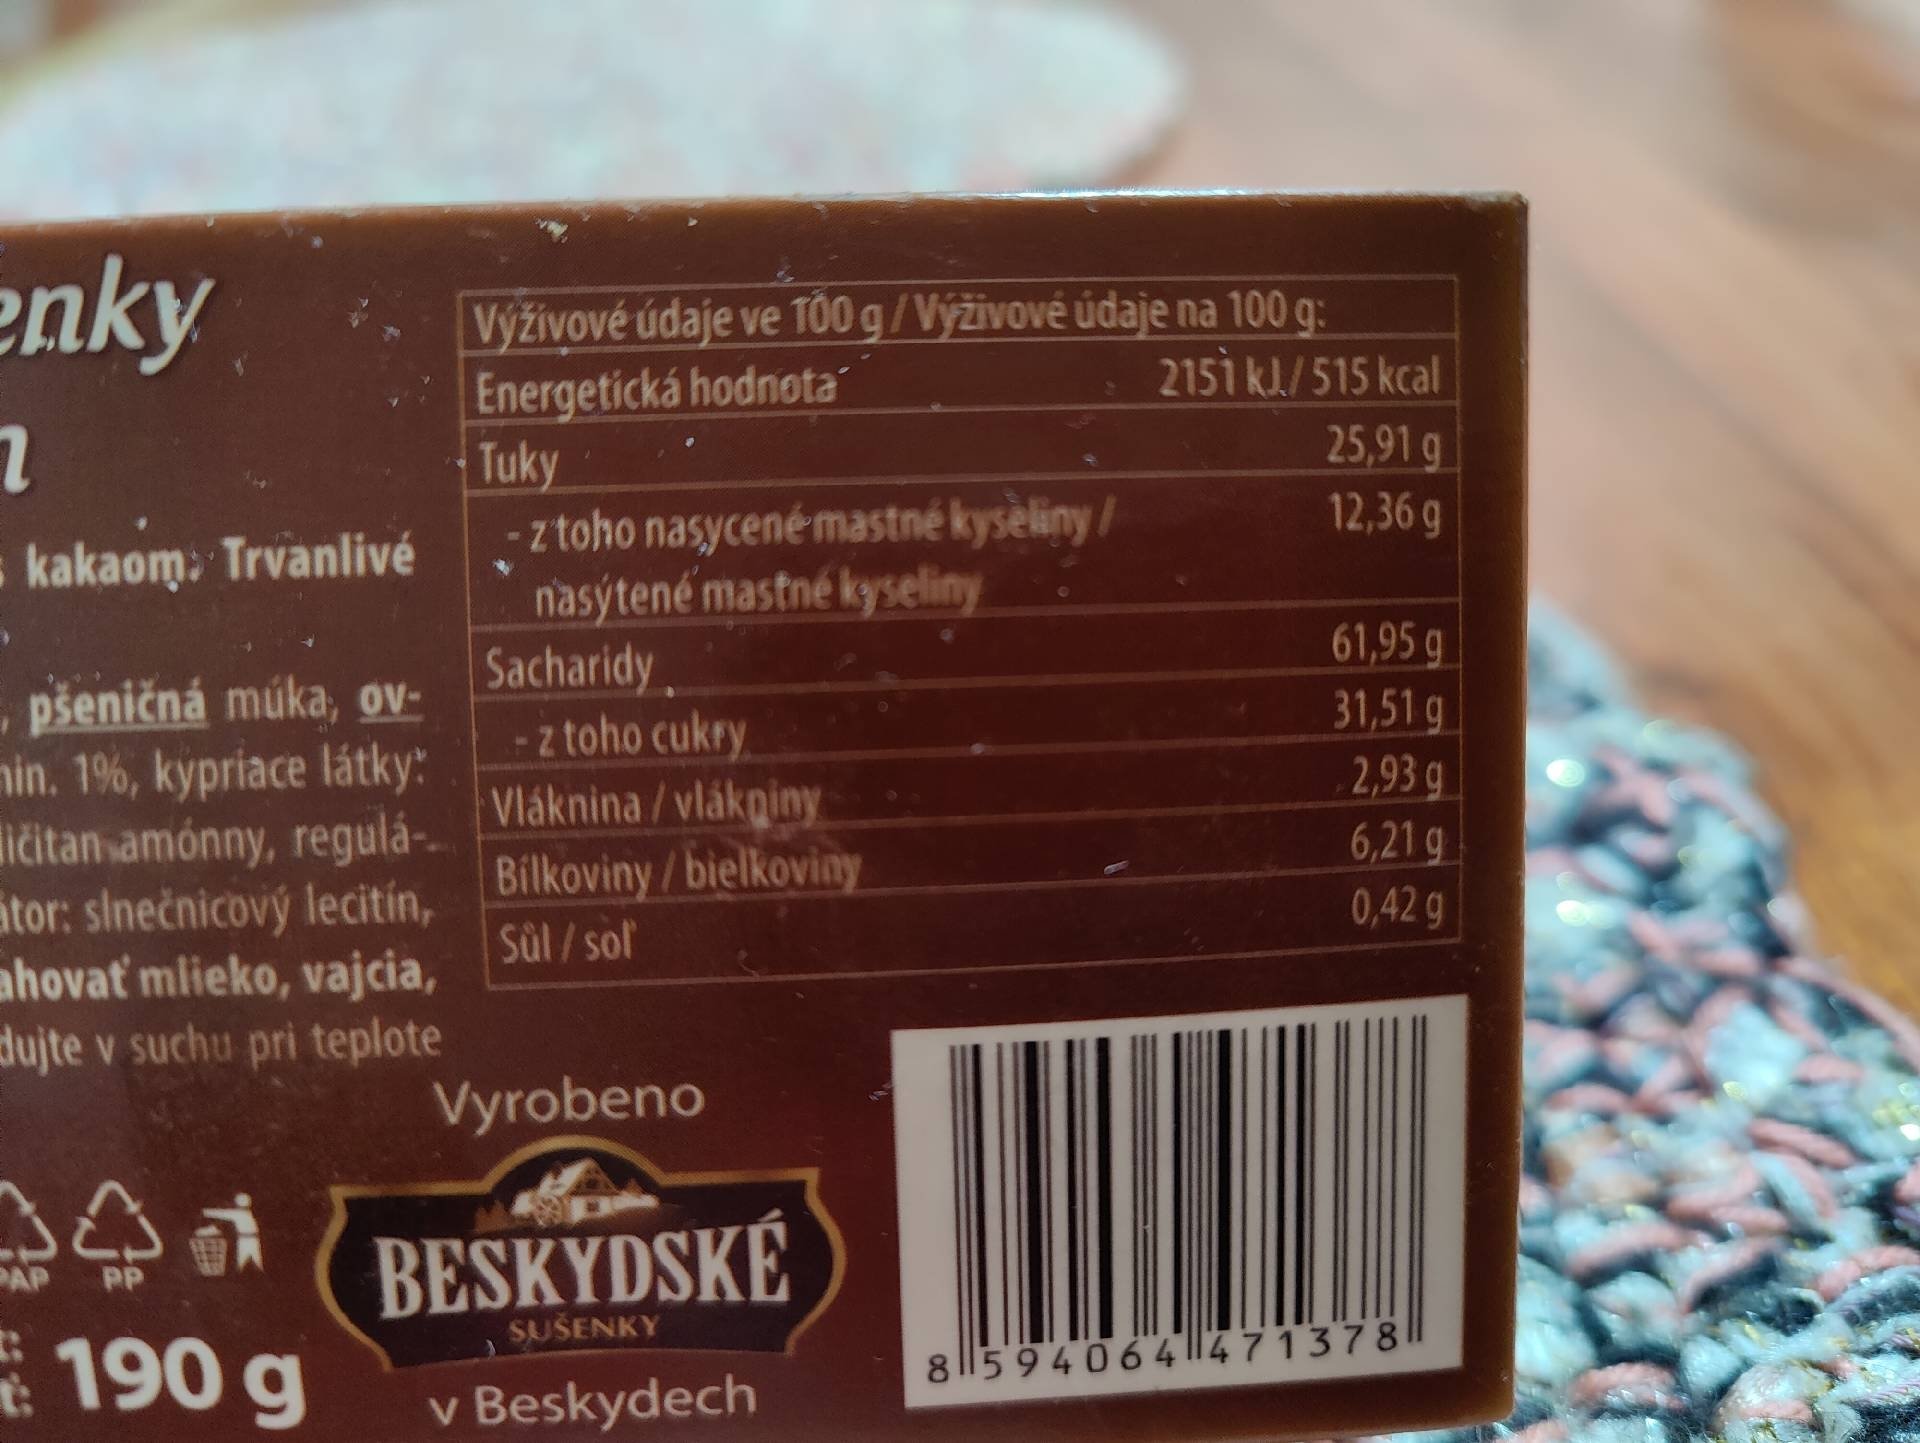 enky
n
kakaom. Trvanlivé
, pšeničná múka, ov-
min. 1%, kypriace látky:
ličitan amónny, regulá-
átor: slnečnicový lecitín,
ahovať mlieko, vajcia,
dujte v suchu pri teplote
Výživové údaje ve 100 g / Výživové údaje na 100 g:
Energetická hodnota 2151 kJ / 515 kcal
Tuky 25,91 g
- z toho nasycené mastné kyseliny / 12,36 g
nasýtené mastné kyseliny
Sacharidy 61,95 g
- z toho cukry 31,51 g
Vláknina / vlákniny 2,93 g
Bílkoviny / bielkoviny 6,21 g
Sůl / soľ 0,42 g
Vyrobeno
BESKYDSKÉ
SUŠENKY
v Beskydech
PAP PP
190 g
8 594064 471378